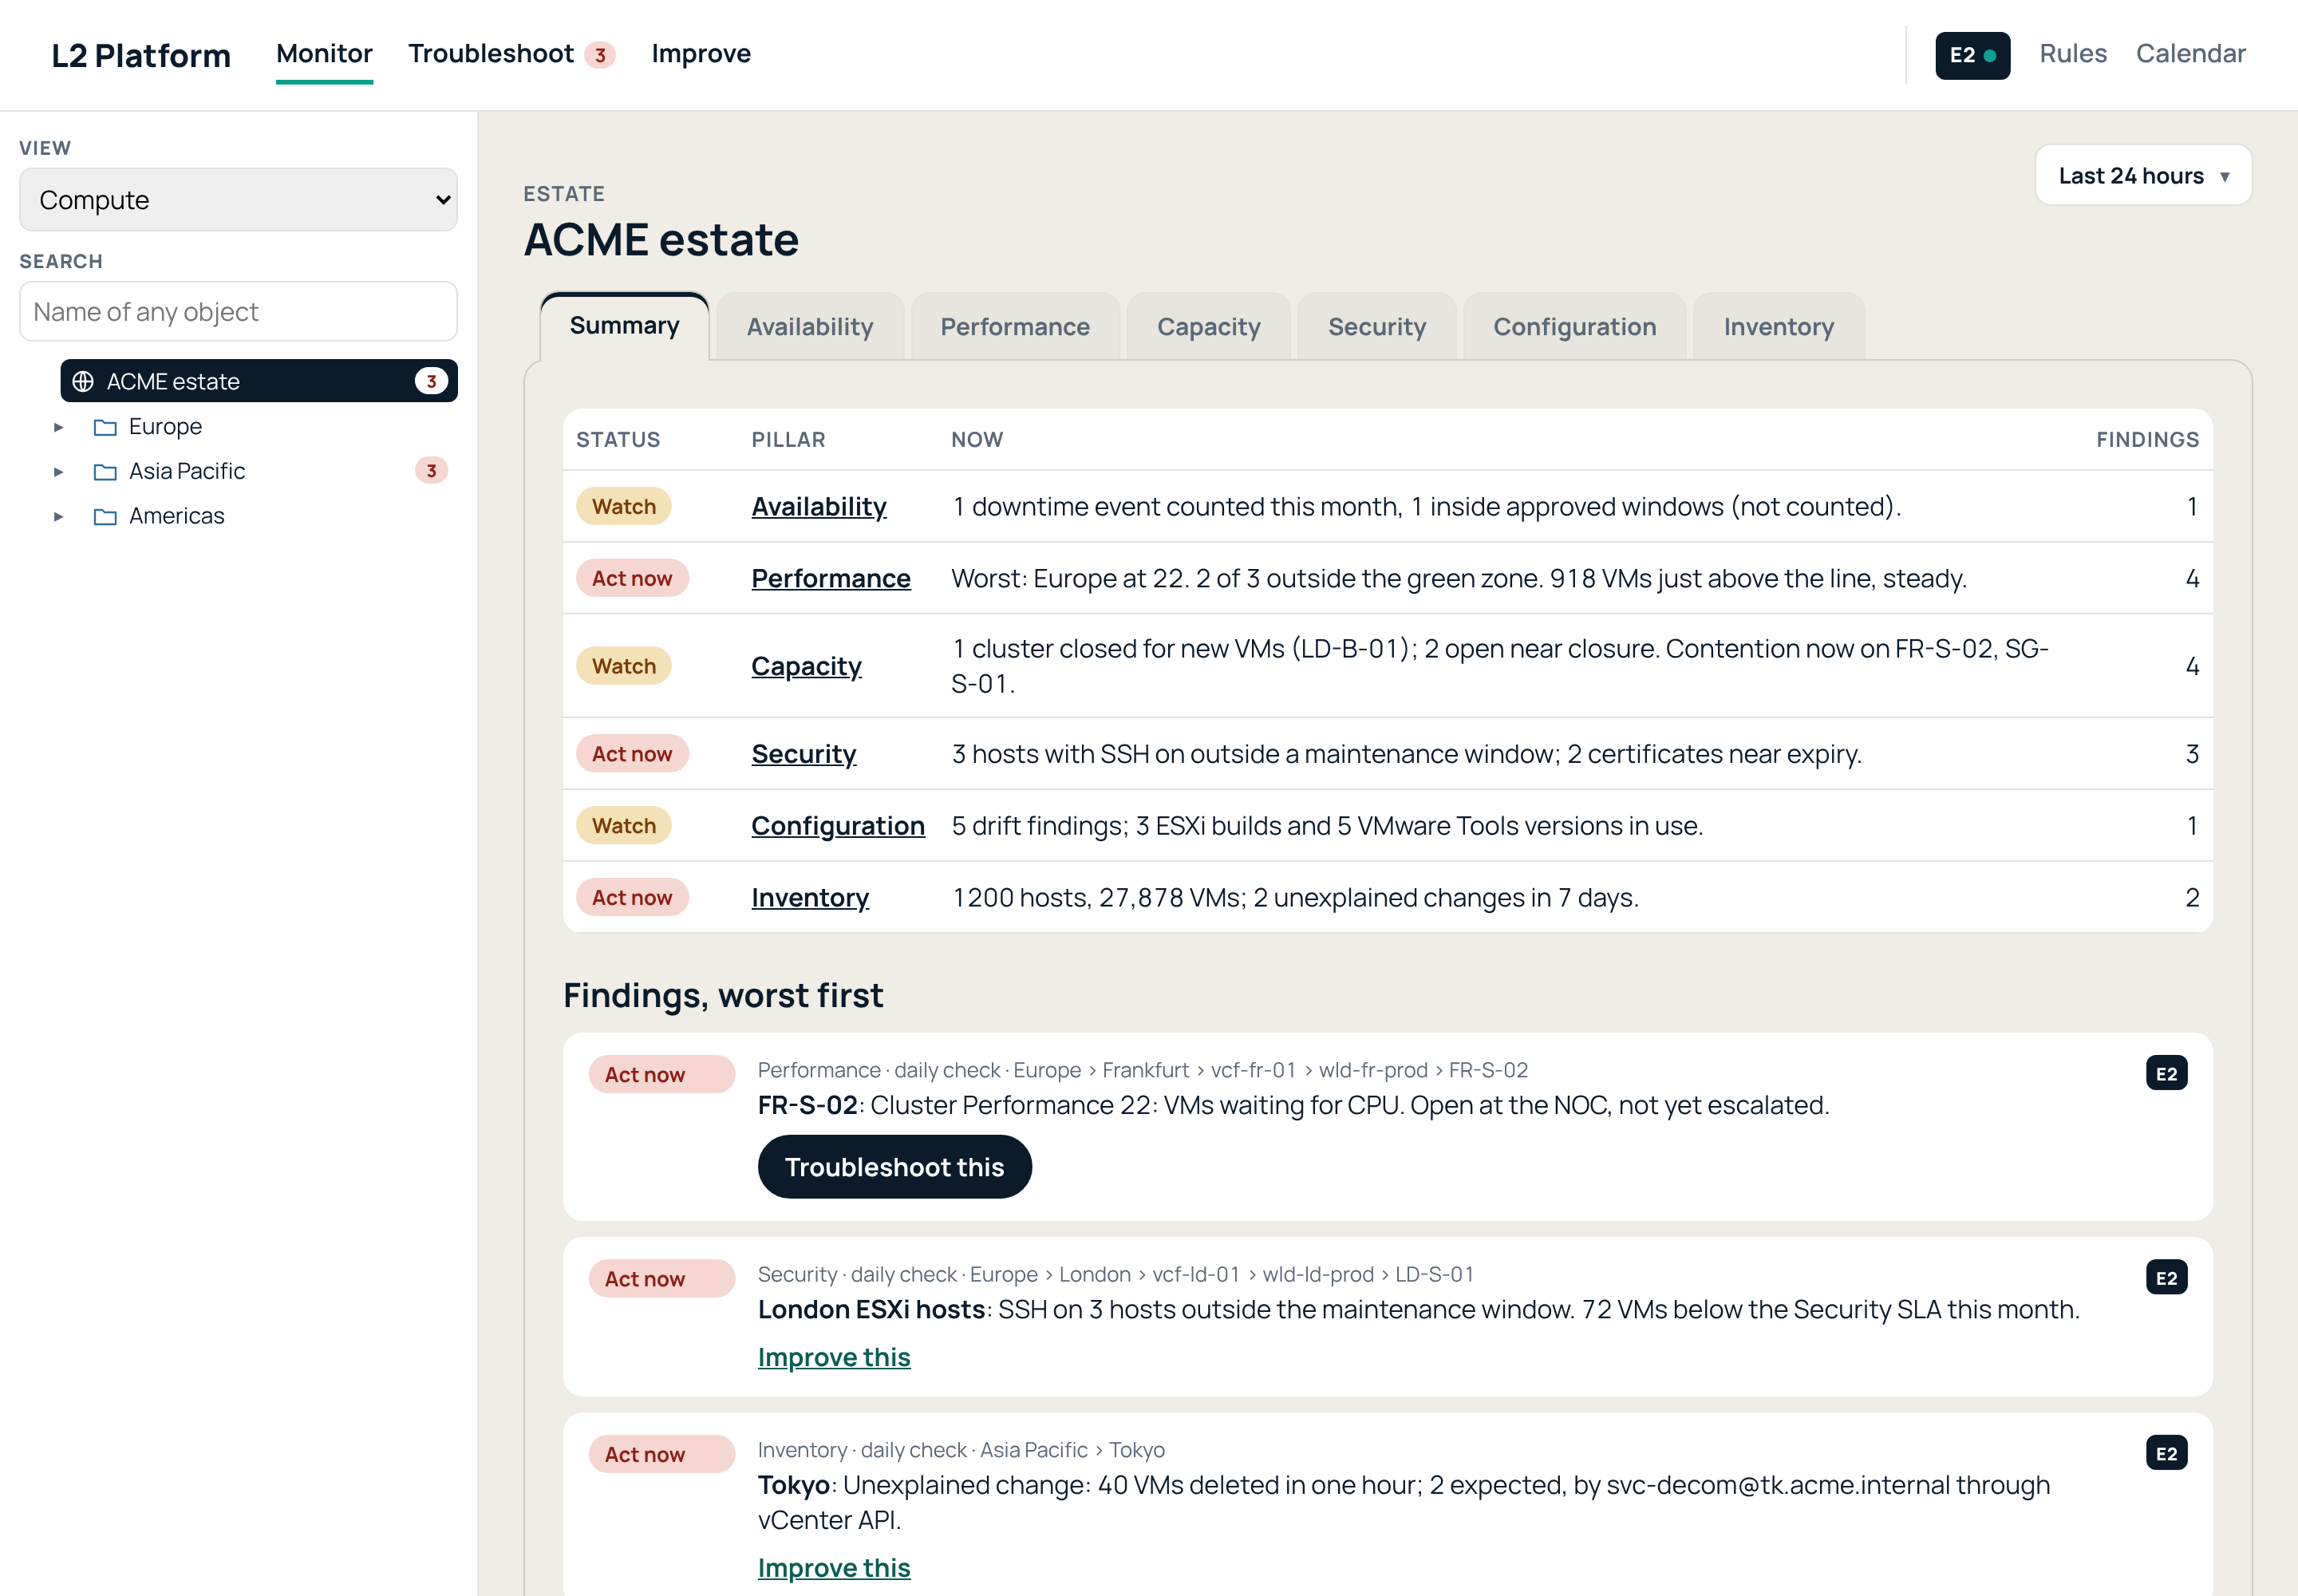 L2 Platform
Monitor
Troubleshoot 3
Improve
E2
Rules
Calendar
VIEW
Compute
SEARCH
Name of any object
ACME estate 3
Europe
Asia Pacific 3
Americas
Last 24 hours
ESTATE
ACME estate
Summary
Availability
Performance
Capacity
Security
Configuration
Inventory
STATUS PILLAR NOW FINDINGS
Watch Availability 1 downtime event counted this month, 1 inside approved windows (not counted). 1
Act now Performance Worst: Europe at 22. 2 of 3 outside the green zone. 918 VMs just above the line, steady. 4
Watch Capacity 1 cluster closed for new VMs (LD-B-01); 2 open near closure. Contention now on FR-S-02, SG-
S-01. 4
Act now Security 3 hosts with SSH on outside a maintenance window; 2 certificates near expiry. 3
Watch Configuration 5 drift findings; 3 ESXi builds and 5 VMware Tools versions in use. 1
Act now Inventory 1200 hosts, 27,878 VMs; 2 unexplained changes in 7 days. 2
Findings, worst first
Act now Performance · daily check · Europe › Frankfurt › vcf-fr-01 › wld-fr-prod › FR-S-02 E2
FR-S-02: Cluster Performance 22: VMs waiting for CPU. Open at the NOC, not yet escalated.
Troubleshoot this
Act now Security · daily check · Europe › London › vcf-ld-01 › wld-ld-prod › LD-S-01 E2
London ESXi hosts: SSH on 3 hosts outside the maintenance window. 72 VMs below the Security SLA this month.
Improve this
Act now Inventory · daily check · Asia Pacific › Tokyo E2
Tokyo: Unexplained change: 40 VMs deleted in one hour; 2 expected, by svc-decom@tk.acme.internal through
vCenter API.
Improve this